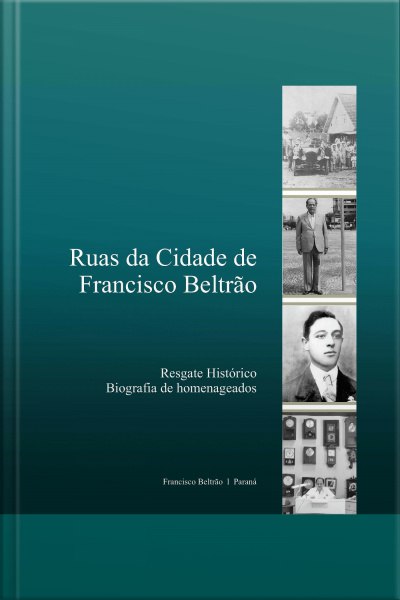 Ruas da Cidade de
Francisco Beltrão
Resgate Histórico
Biografia de homenageados
Francisco Beltrão | Paraná